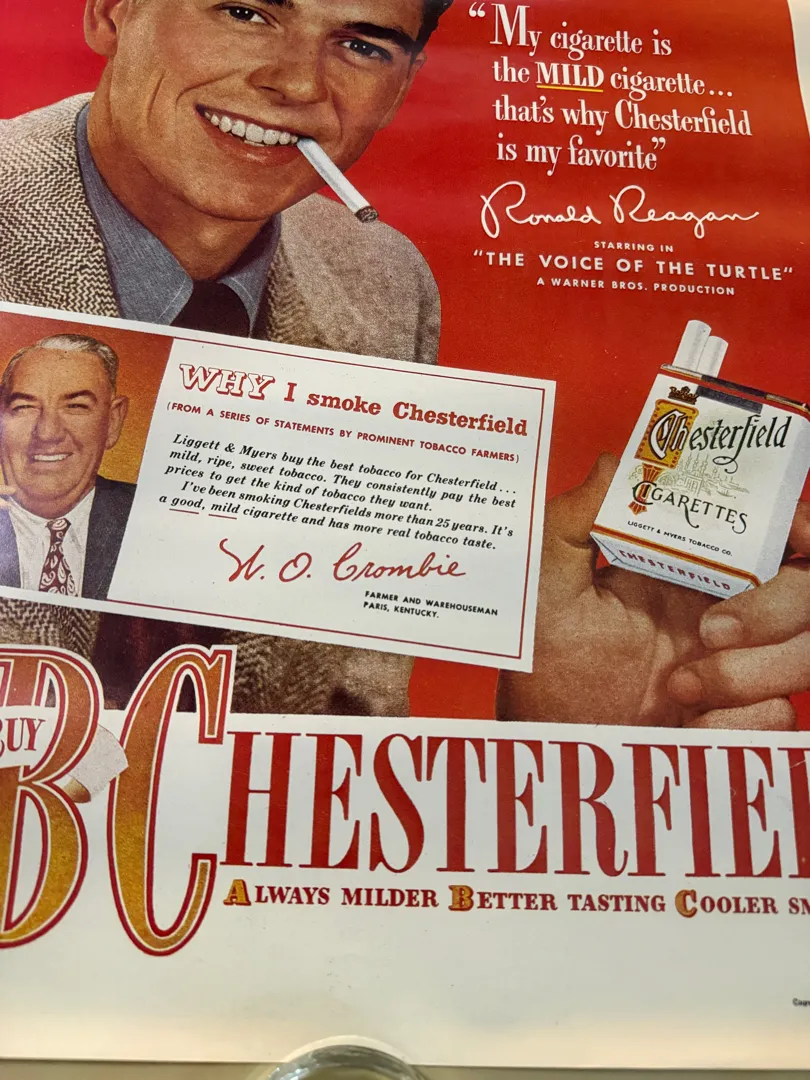 “My cigarette is
the MILD cigarette...
that's why Chesterfield
is my favorite”
Ronald Reagan
STARRING IN
"THE VOICE OF THE TURTLE"
A WARNER BROS. PRODUCTION
WHY I smoke Chesterfield
(FROM A SERIES OF STATEMENTS BY PROMINENT TOBACCO FARMERS)
Liggett & Myers buy the best tobacco for Chesterfield...
mild, ripe, sweet tobacco. They consistently pay the best
prices to get the kind of tobacco they want.
I've been smoking Chesterfields more than 25 years. It's
a good, mild cigarette and has more real tobacco taste.
W. O. Crombie
FARMER AND WAREHOUSEMAN
PARIS, KENTUCKY.
Chesterfield
CIGARETTES
LIGGETT & MYERS TOBACCO CO.
CHESTERFIELD
BUY
B CHESTERFIEL
ALWAYS MILDER BETTER TASTING COOLER SM